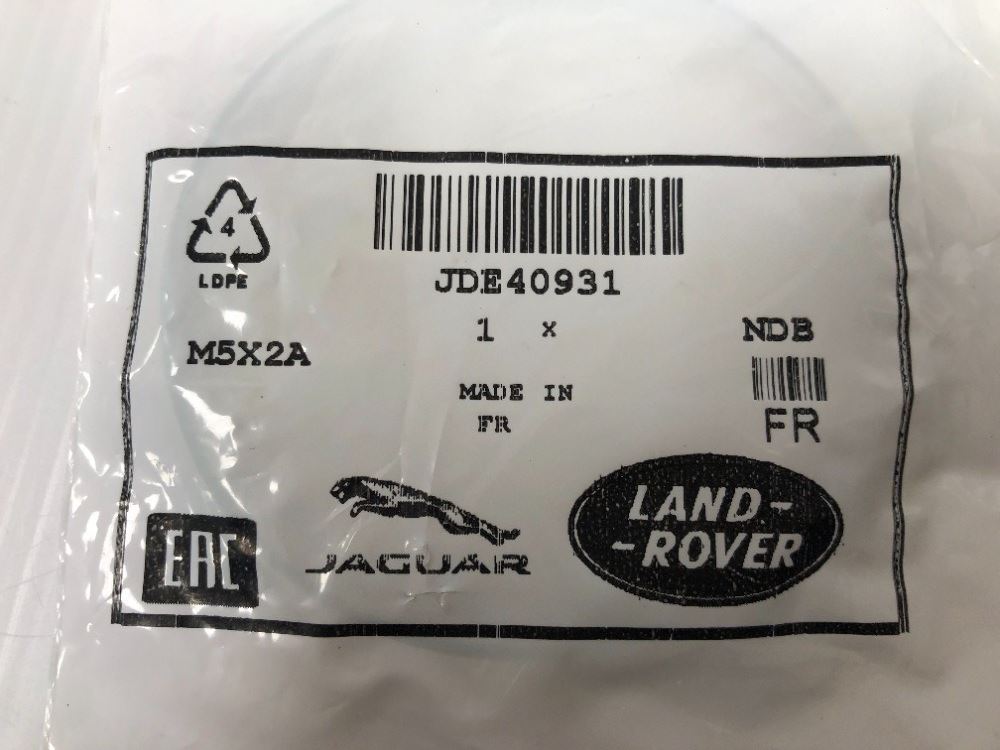 4
LDPE
JDE40931
1 x
NDB
M5X2A
MADE IN
FR
FR
EAC
JAGUAR
LAND-
-ROVER